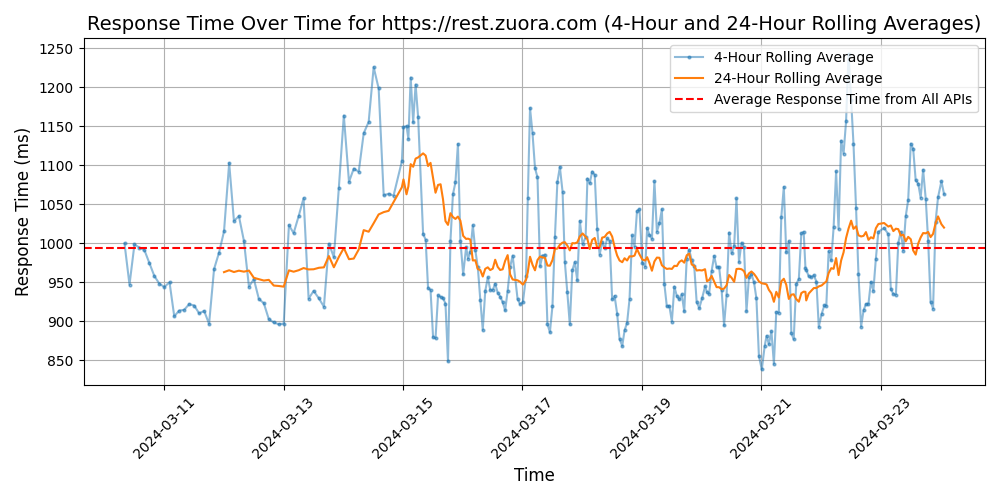 Response Time Over Time for https://rest.zuora.com (4-Hour and 24-Hour Rolling Averages)
4-Hour Rolling Average
24-Hour Rolling Average
Average Response Time from All APIs
Response Time (ms)
1250
1200
1150
1100
1050
1000
950
900
850
2024-03-11
2024-03-13
2024-03-15
2024-03-17
2024-03-19
2024-03-21
2024-03-23
Time